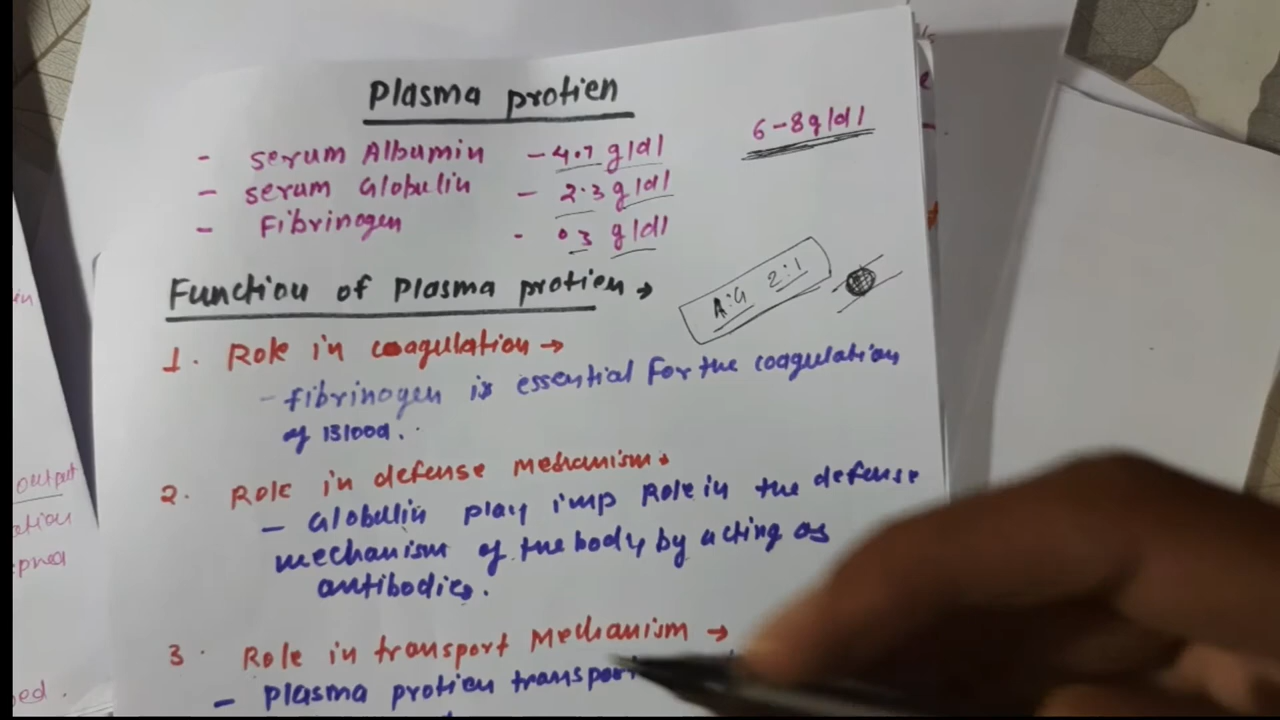 Plasma protien
6-8g/dl
- serum Albumin - 4.7 g/dl
- serum Globulin - 2.3 g/dl
- Fibrinogen - .3 g/dl
Function of Plasma protien →
A:G 2:1
1. Role in coagulation →
- fibrinogen is essential For the coagulation
of Blood.
2. Role in defense Mechanism.
- Globulin play imp Role in the defense
mechanism of the body by acting as
antibodies.
3. Role in transport Mechanism →
- Plasma protien transport
output